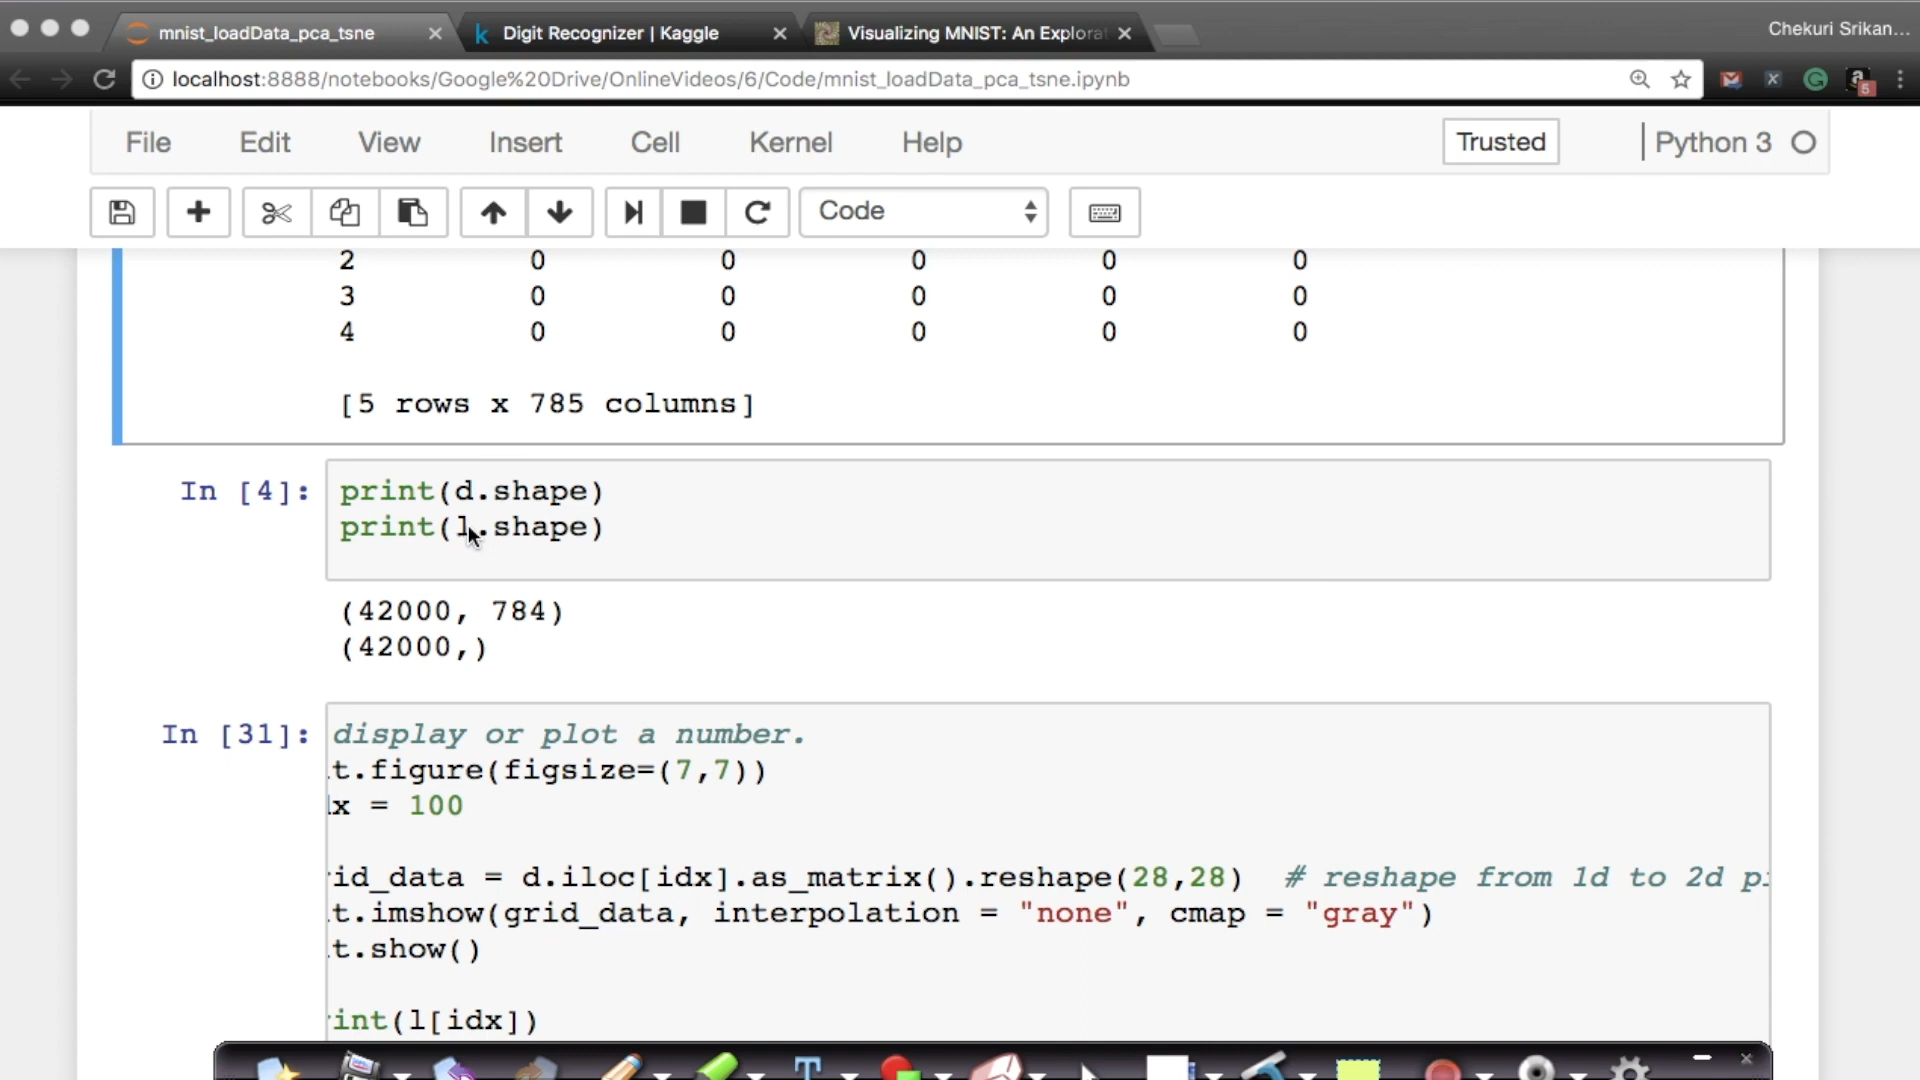 mnist_loadData_pca_tsne
Digit Recognizer | Kaggle
Visualizing MNIST: An Explorat
Chekuri Srikan...
localhost:8888/notebooks/Google%20Drive/OnlineVideos/6/Code/mnist_loadData_pca_tsne.ipynb
5
File Edit View Insert Cell Kernel Help Trusted Python 3
Code
2 0 0 0 0 0
3 0 0 0 0 0
4 0 0 0 0 0
[5 rows x 785 columns]
In [4]: print(d.shape)
print(l.shape)
(42000, 784)
(42000,)
In [31]: display or plot a number.
t.figure(figsize=(7,7))
dx = 100
id_data = d.iloc[idx].as_matrix().reshape(28,28) # reshape from 1d to 2d pi
t.imshow(grid_data, interpolation = "none", cmap = "gray")
t.show()
int(l[idx])